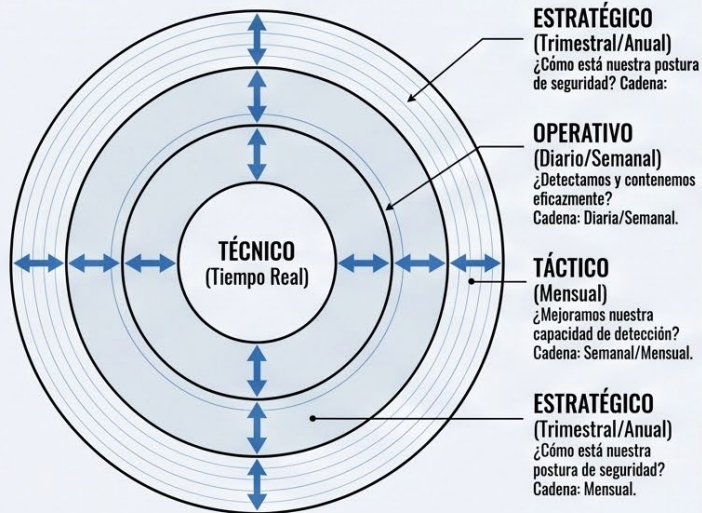 TÉCNICO
(Tiempo Real)
ESTRATÉGICO
(Trimestral/Anual)
¿Cómo está nuestra postura
de seguridad? Cadena:
OPERATIVO
(Diario/Semanal)
¿Detectamos y contenemos
eficazmente?
Cadena: Diaria/Semanal.
TÁCTICO
(Mensual)
¿Mejoramos nuestra
capacidad de detección?
Cadena: Semanal/Mensual.
ESTRATÉGICO
(Trimestral/Anual)
¿Cómo está nuestra
postura de seguridad?
Cadena: Mensual.